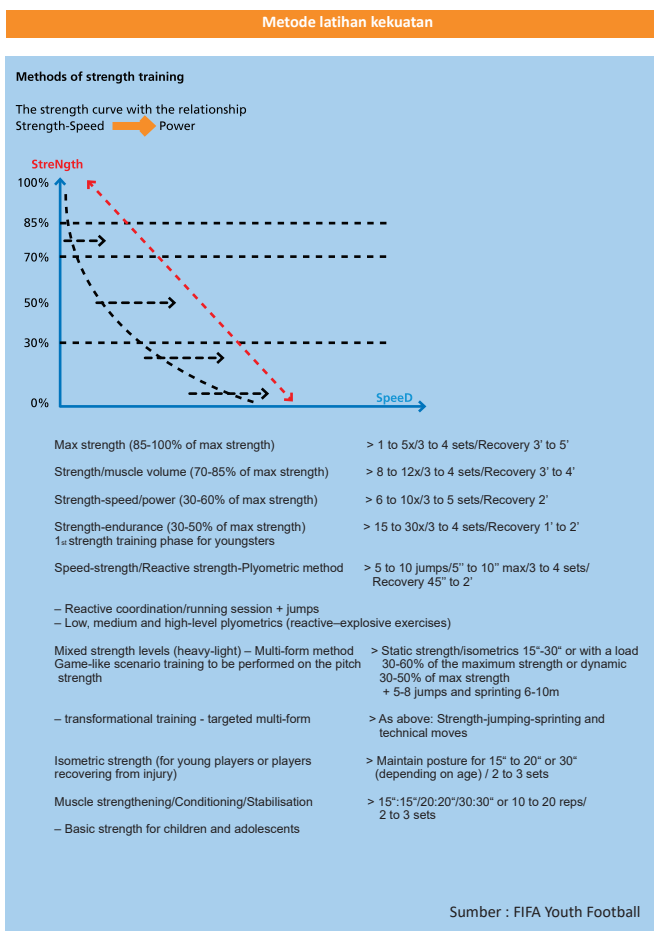 Metode latihan kekuatan
Methods of strength training
The strength curve with the relationship
Strength-Speed Power
StreNgth
100%
85%
70%
50%
30%
0%
SpeeD
Max strength (85-100% of max strength) > 1 to 5x/3 to 4 sets/Recovery 3' to 5'
Strength/muscle volume (70-85% of max strength) > 8 to 12x/3 to 4 sets/Recovery 3' to 4'
Strength-speed/power (30-60% of max strength) > 6 to 10x/3 to 5 sets/Recovery 2'
Strength-endurance (30-50% of max strength) > 15 to 30x/3 to 4 sets/Recovery 1' to 2'
1st strength training phase for youngsters
Speed-strength/Reactive strength-Plyometric method > 5 to 10 jumps/5'' to 10'' max/3 to 4 sets/
Recovery 45'' to 2'
– Reactive coordination/running session + jumps
– Low, medium and high-level plyometrics (reactive–explosive exercises)
Mixed strength levels (heavy-light) – Multi-form method > Static strength/isometrics 15“-30“ or with a load
Game-like scenario training to be performed on the pitch 30-60% of the maximum strength or dynamic
strength 30-50% of max strength
+ 5-8 jumps and sprinting 6-10m
– transformational training - targeted multi-form > As above: Strength-jumping-sprinting and
technical moves
Isometric strength (for young players or players > Maintain posture for 15“ to 20“ or 30“
recovering from injury) (depending on age) / 2 to 3 sets
Muscle strengthening/Conditioning/Stabilisation > 15“:15“/20:20“/30:30“ or 10 to 20 reps/
2 to 3 sets
– Basic strength for children and adolescents
Sumber : FIFA Youth Football